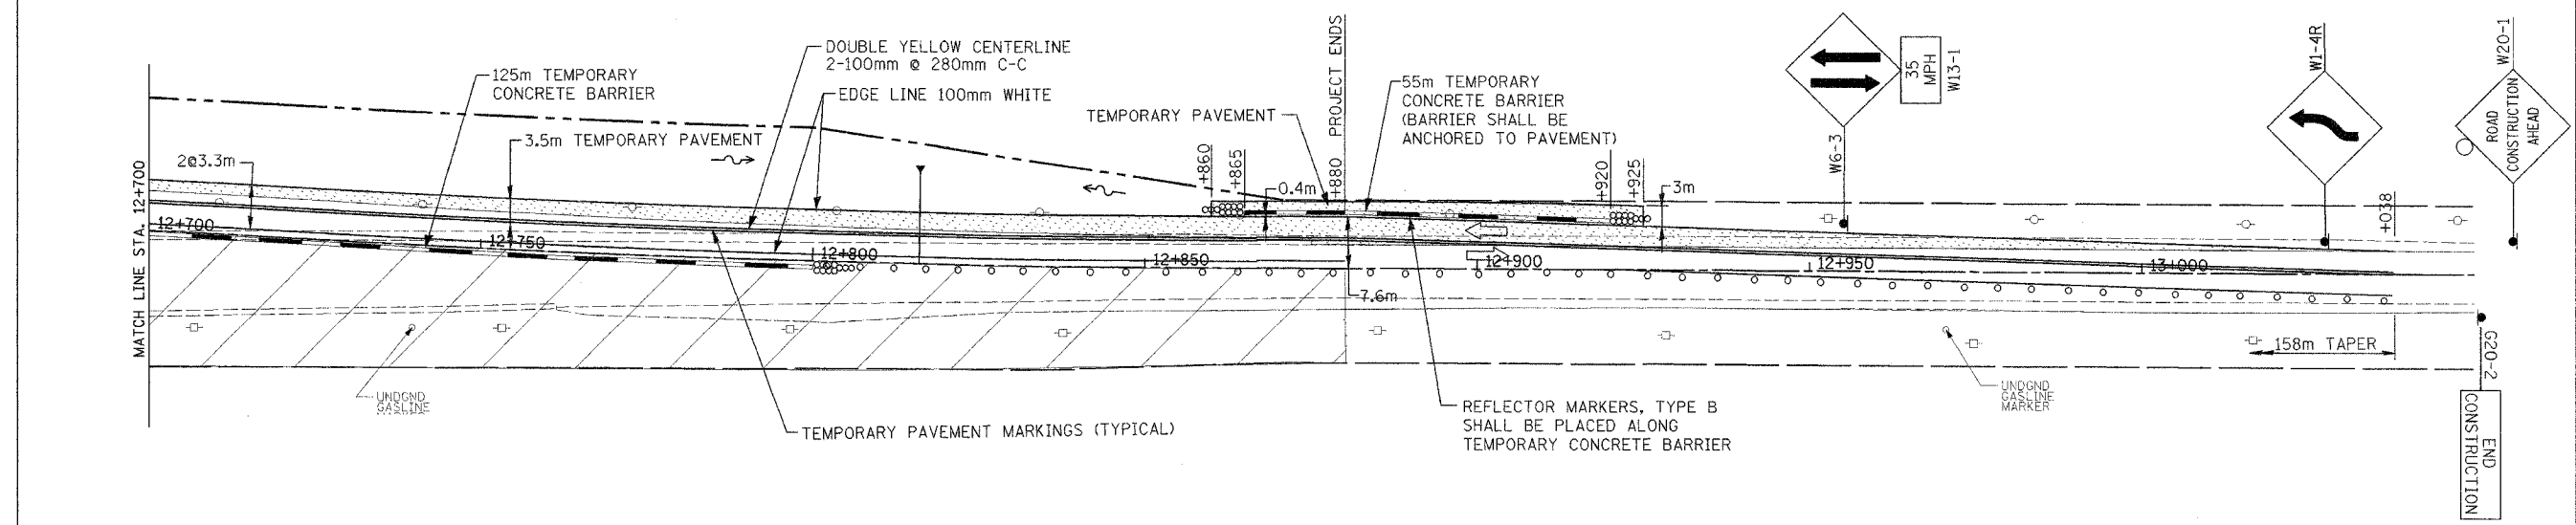 MATCH LINE STA. 12+700
125m TEMPORARY
CONCRETE BARRIER
DOUBLE YELLOW CENTERLINE
2-100mm @ 280mm C-C
EDGE LINE 100mm WHITE
3.5m TEMPORARY PAVEMENT
2@3.3m
12+700
12+750
12+800
12+850
12+900
12+950
13+000
TEMPORARY PAVEMENT
+860
+865
0.4m
+880 PROJECT ENDS
55m TEMPORARY
CONCRETE BARRIER
(BARRIER SHALL BE
ANCHORED TO PAVEMENT)
+920
+925
3m
7.6m
35
MPH
W13-1
W6-3
W1-4R
W20-1
ROAD
CONSTRUCTION
AHEAD
+038
158m TAPER
G20-2
END
CONSTRUCTION
UNDGND
GASLINE
TEMPORARY PAVEMENT MARKINGS (TYPICAL)
REFLECTOR MARKERS, TYPE B
SHALL BE PLACED ALONG
TEMPORARY CONCRETE BARRIER
UNDGND
GASLINE
MARKER